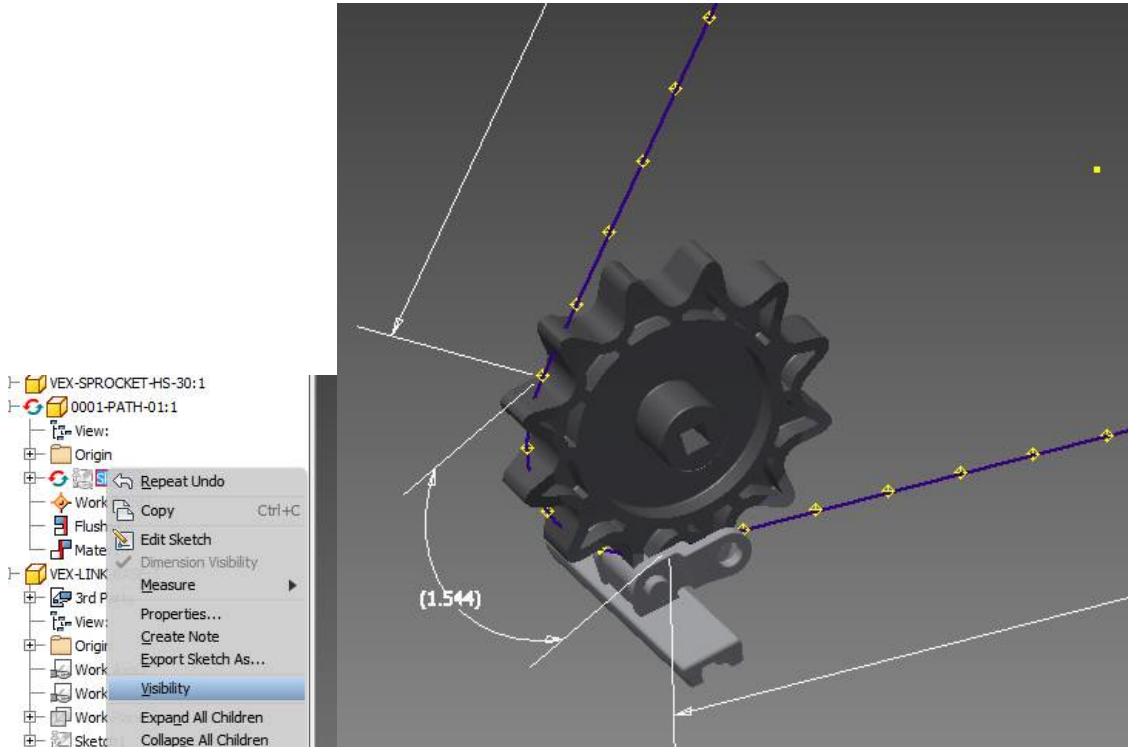 VEX-SPROCKET-HS-30:1
0001-PATH-01:1
View:
Origin
Repeat Undo
Work
Copy Ctrl+C
Flush
Edit Sketch
Mate
Dimension Visibility
VEX-LINK
Measure
3rd P
View:
Properties...
Create Note
Origin
Export Sketch As...
Work
Work
Visibility
Work
Expand All Children
Sketc
Collapse All Children
(1.544)